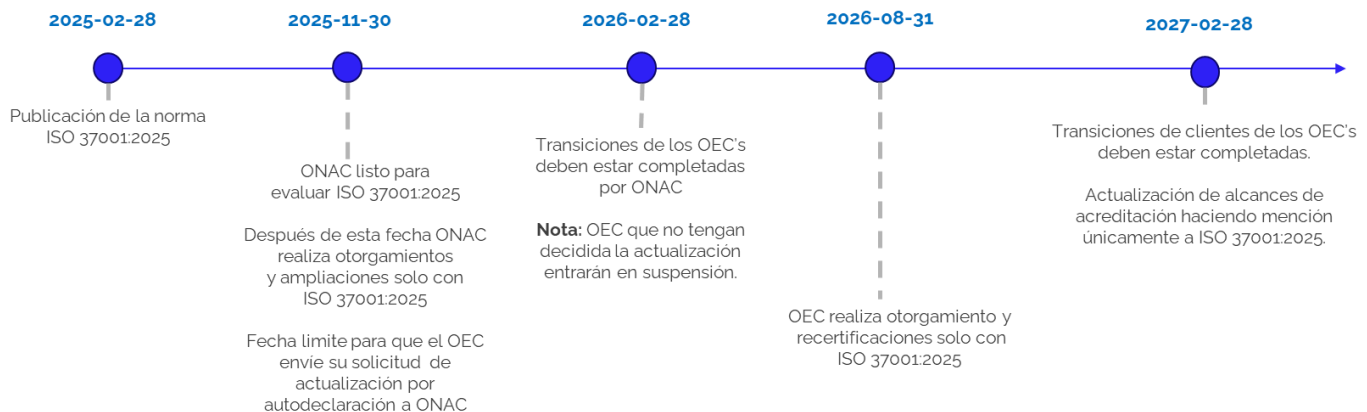 2025-02-28
Publicación de la norma
ISO 37001:2025
2025-11-30
ONAC listo para
evaluar ISO 37001:2025
Después de esta fecha ONAC
realiza otorgamientos
y ampliaciones solo con
ISO 37001:2025
Fecha limite para que el OEC
envíe su solicitud de
actualización por
autodeclaración a ONAC
2026-02-28
Transiciones de los OEC's
deben estar completadas
por ONAC
Nota: OEC que no tengan
decidida la actualización
entrarán en suspensión.
2026-08-31
OEC realiza otorgamiento y
recertificaciones solo con
ISO 37001:2025
2027-02-28
Transiciones de clientes de los OEC's
deben estar completadas.
Actualización de alcances de
acreditación haciendo mención
únicamente a ISO 37001:2025.